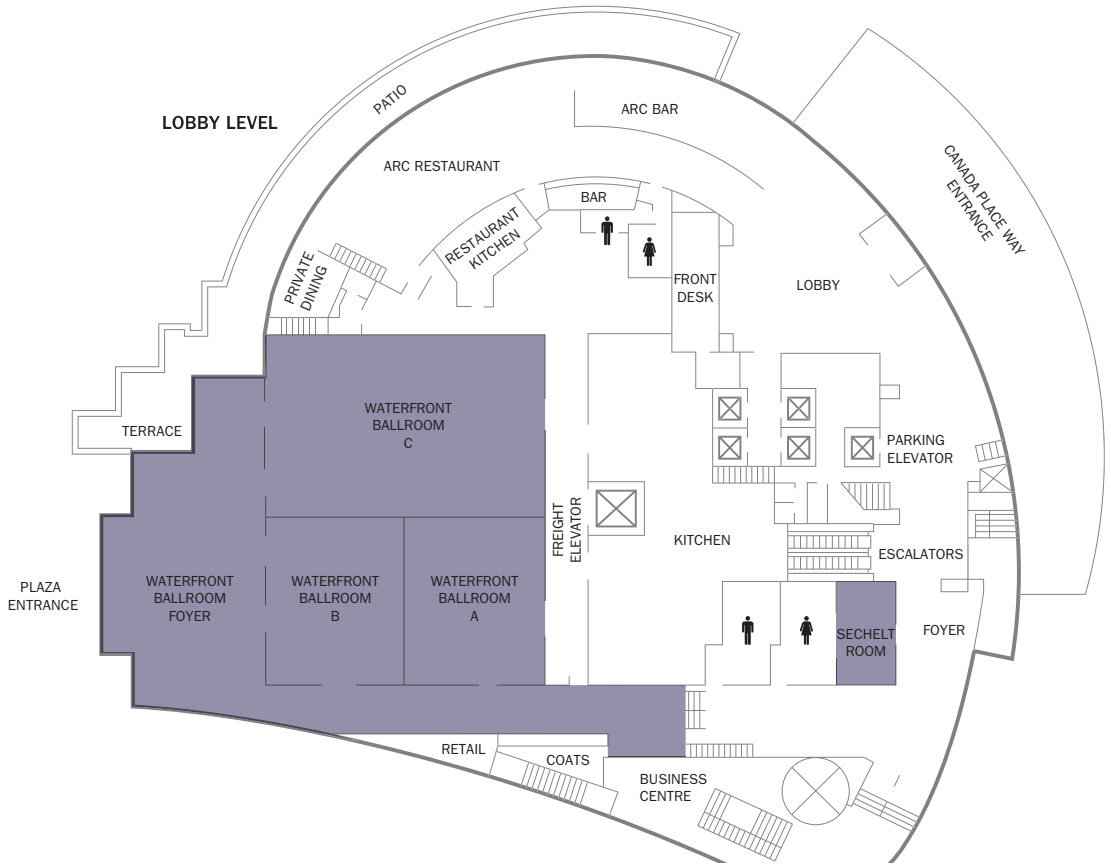 LOBBY LEVEL
PATIO
ARC BAR
ARC RESTAURANT
CANADA PLACE WAY
ENTRANCE
BAR
RESTAURANT
KITCHEN
PRIVATE
DINING
FRONT
DESK
LOBBY
TERRACE
WATERFRONT
BALLROOM
C
PARKING
ELEVATOR
FREIGHT
ELEVATOR
KITCHEN
ESCALATORS
PLAZA
ENTRANCE
WATERFRONT
BALLROOM
FOYER
WATERFRONT
BALLROOM
B
WATERFRONT
BALLROOM
A
SECHELT
ROOM
FOYER
RETAIL
COATS
BUSINESS
CENTRE